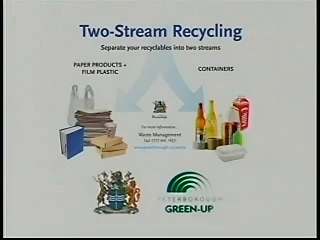 Two-Stream Recycling
Separate your recyclables into two streams
PAPER PRODUCTS +
FILM PLASTIC
CONTAINERS
For more information...
Waste Management
PETERBOROUGH
GREEN-UP